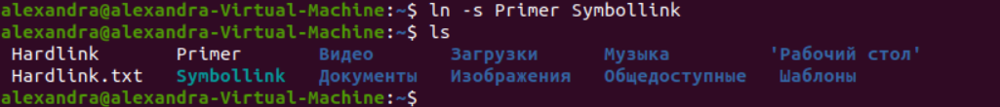 alexandra@alexandra-Virtual-Machine:~$ ln -s Primer Symbollink
alexandra@alexandra-Virtual-Machine:~$ ls
Hardlink Primer Видео Загрузки Музыка 'Рабочий стол'
Hardlink.txt Symbollink Документы Изображения Общедоступные Шаблоны
alexandra@alexandra-Virtual-Machine:~$